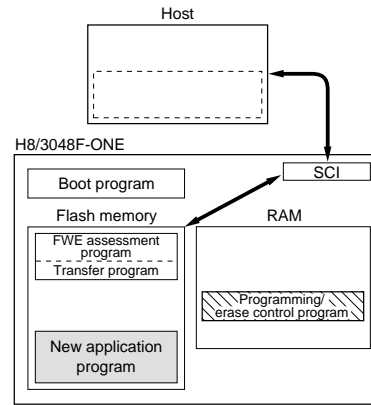 Host
H8/3048F-ONE
SCI
Boot program
Flash memory
RAM
FWE assessment
program
Transfer program
Programming/
erase control program
New application
program